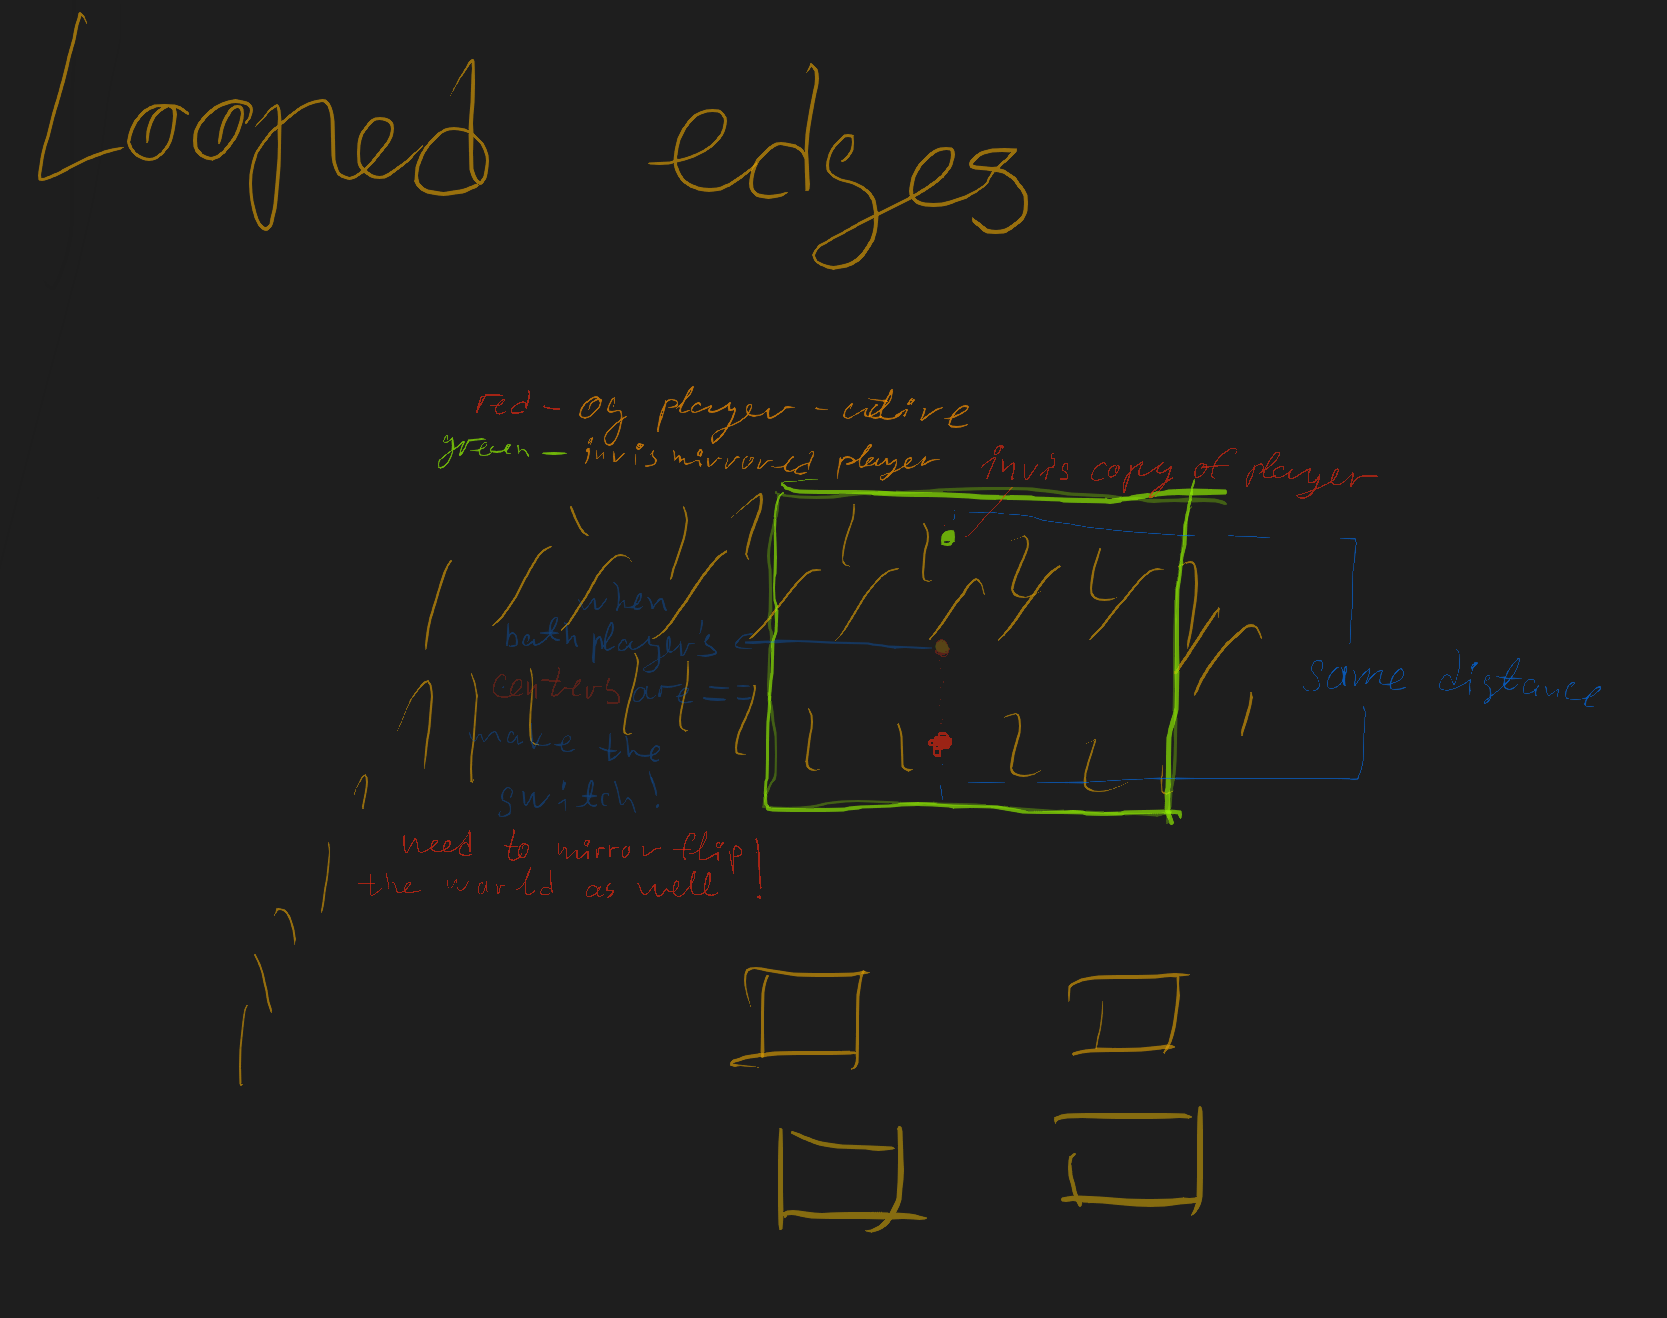 Looped edges
red - og player - active
green - invis mirrored player
invis copy of player
when
both player's
centers are ==
make the
switch!
same distance
need to mirror flip
the world as well!